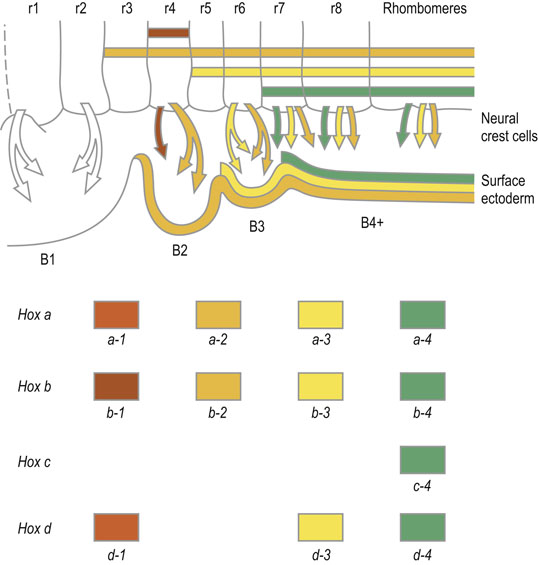 r1 r2 r3 r4 r5 r6 r7 r8 Rhombomeres
Neural
crest cells
Surface
ectoderm
B1 B2 B3 B4+
Hox a
a-1 a-2 a-3 a-4
Hox b
b-1 b-2 b-3 b-4
Hox c
c-4
Hox d
d-1 d-3 d-4